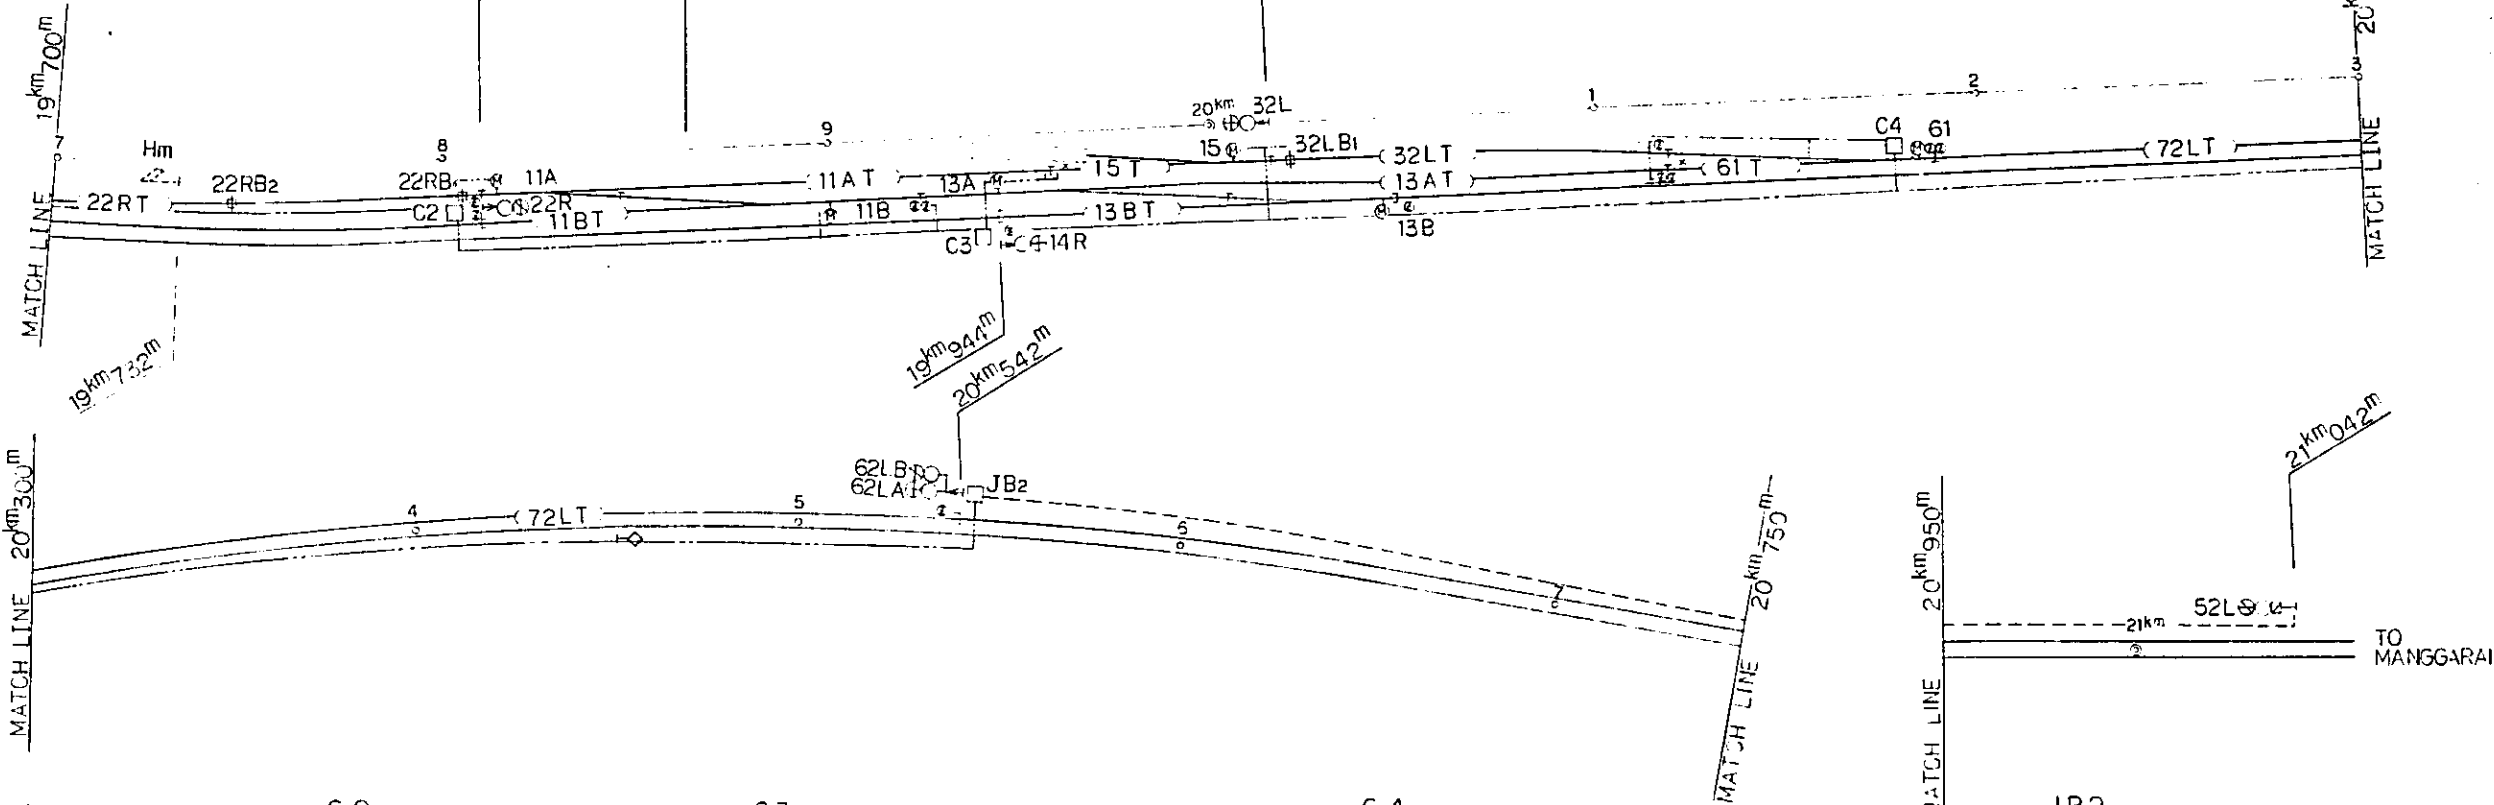 19km700m
20
7
Hm
8
9
20km
32L
1
2
3
22RT
22RB2
22RB1
11A
11AT
13A
15T
15
32LB1
32LT
C4
61
72LT
C2
22R
11BT
11B
13BT
13AT
61T
C3
14R
13B
MATCH LINE
MATCH LINE
19km732m
19km944m
20km542m
21km042m
MATCH LINE 20km300m
4
72LT
5
62LB
62LA
JB2
6
7
MATCH LINE 20km750m
MATCH LINE 20km950m
52L
21km
TO
MANGGARAI